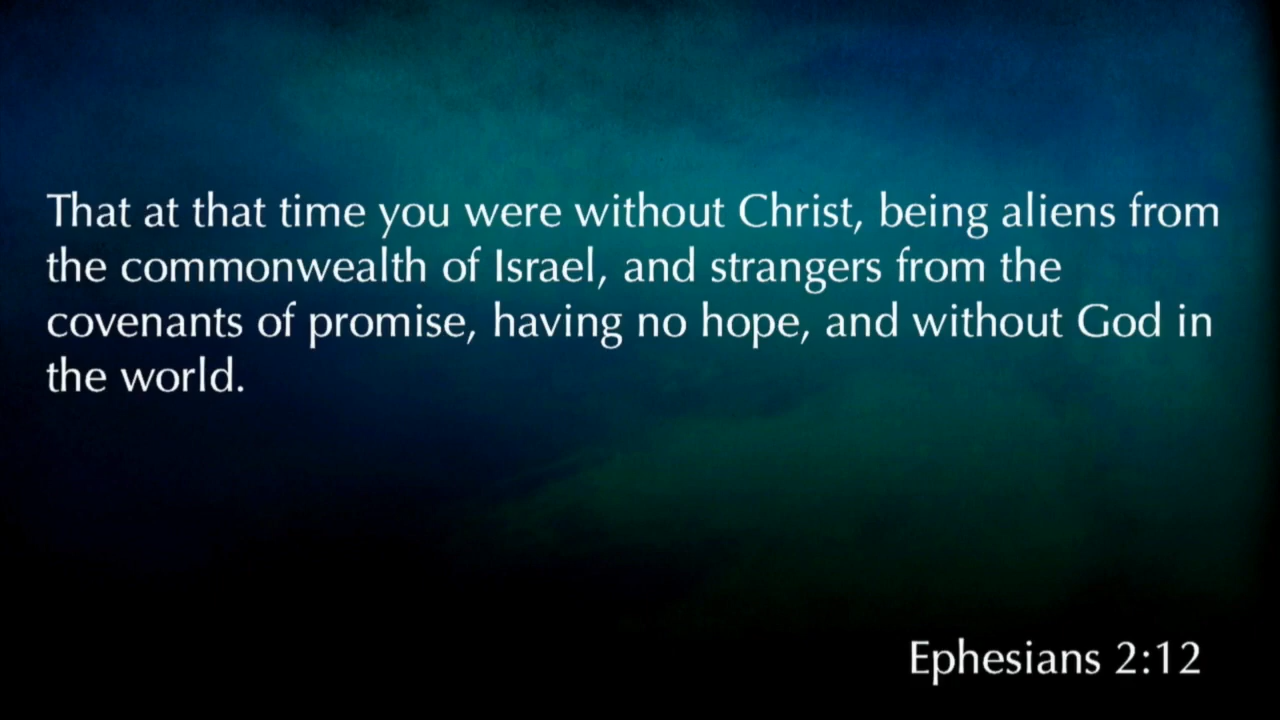 That at that time you were without Christ, being aliens from
the commonwealth of Israel, and strangers from the
covenants of promise, having no hope, and without God in
the world.
Ephesians 2:12